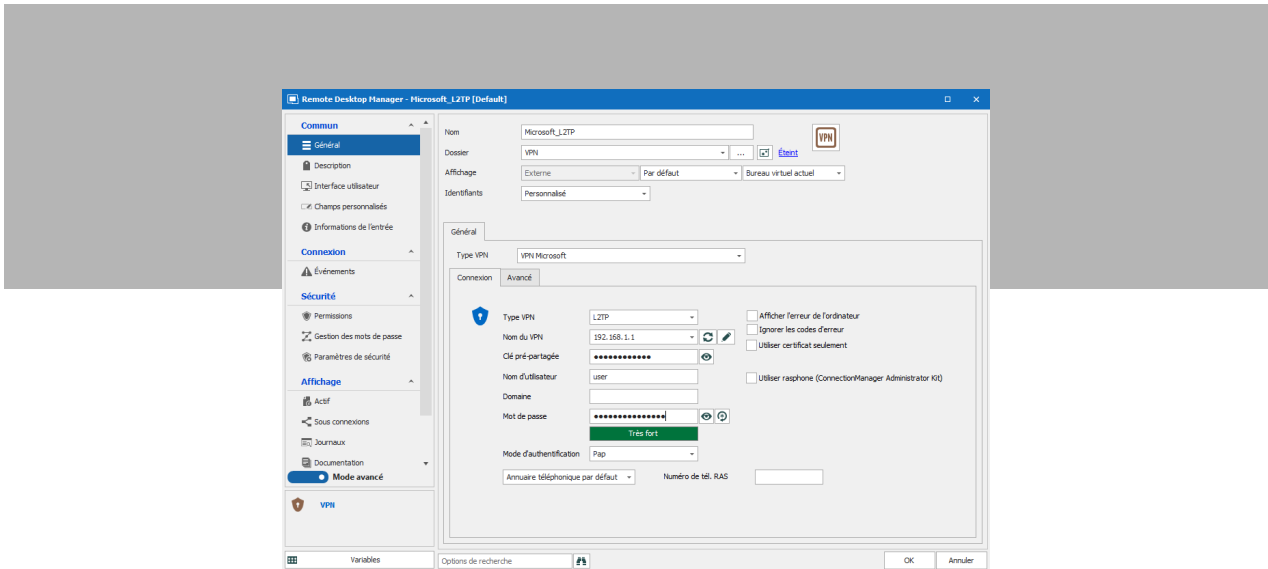 Remote Desktop Manager - Microsoft_L2TP [Default]
Commun
Général
Description
Interface utilisateur
Champs personnalisés
Informations de l'entrée
Connexion
Événements
Sécurité
Permissions
Gestion des mots de passe
Paramètres de sécurité
Affichage
Actif
Sous connexions
Journaux
Documentation
Mode avancé
VPN
Variables
Nom Microsoft_L2TP
VPN
Dossier VPN ... Éteint
Affichage Externe Par défaut Bureau virtuel actuel
Identifiants Personnalisé
Général
Type VPN VPN Microsoft
Connexion Avancé
Type VPN L2TP
Nom du VPN 192.168.1.1
Clé pré-partagée ●●●●●●●●●●●●
Nom d'utilisateur user
Domaine
Mot de passe ●●●●●●●●●●●●●●●
Très fort
Mode d'authentification Pap
Annuaire téléphonique par défaut Numéro de tél. RAS
Afficher l'erreur de l'ordinateur
Ignorer les codes d'erreur
Utiliser certificat seulement
Utiliser rasphone (ConnectionManager Administrator Kit)
Options de recherche
OK Annuler